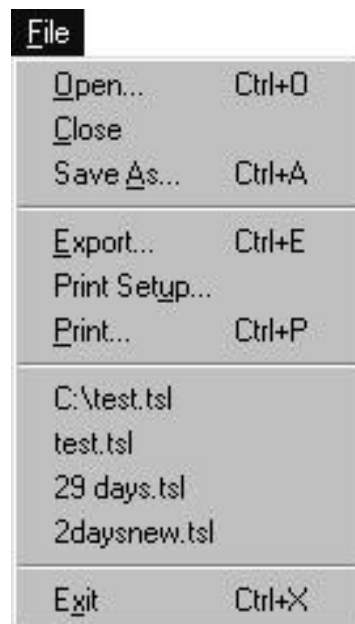 File
Open... Ctrl+O
Close
Save As... Ctrl+A
Export... Ctrl+E
Print Setup...
Print... Ctrl+P
C:\test.tsl
test.tsl
29 days.tsl
2daysnew.tsl
Exit Ctrl+X